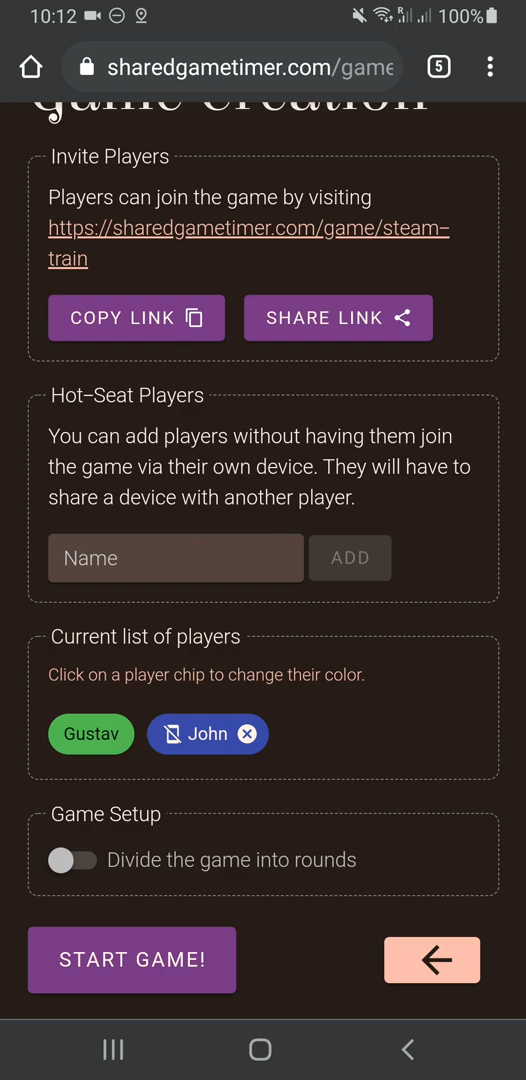 10:12
R
100%
sharedgametimer.com/game
5
Game Creation
Invite Players
Players can join the game by visiting
https://sharedgametimer.com/game/steam-
train
COPY LINK
SHARE LINK
Hot-Seat Players
You can add players without having them join
the game via their own device. They will have to
share a device with another player.
Name
ADD
Current list of players
Click on a player chip to change their color.
Gustav
John
Game Setup
Divide the game into rounds
START GAME!